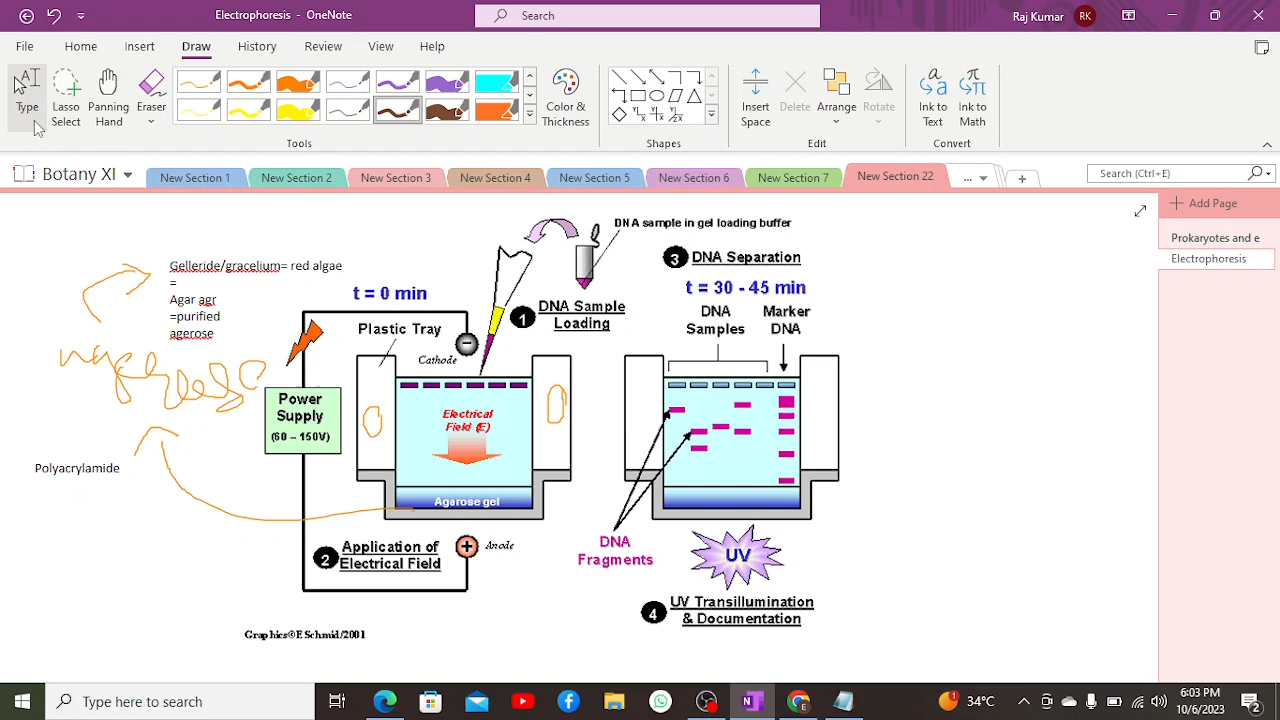 Electrophoresis - OneNote
Search
Raj Kumar
RK
File
Home
Insert
Draw
History
Review
View
Help
Type
Lasso
Select
Panning
Hand
Eraser
Color &
Thickness
Insert
Space
Delete
Arrange
Rotate
Ink to
Text
Ink to
Math
Tools
Shapes
Edit
Convert
Botany XI
New Section 1
New Section 2
New Section 3
New Section 4
New Section 5
New Section 6
New Section 7
New Section 22
...
Search (Ctrl+E)
Add Page
Prokaryotes and e
Electrophoresis
Gelleride/gracelium= red algae
=
Agar agr
=purified
agerose
Polyacrylamide
t = 0 min
Plastic Tray
Cathode
Power
Supply
(60 – 150V)
1 DNA Sample
Loading
DNA sample in gel loading buffer
Electrical
Field (E)
Agarose gel
2 Application of
Electrical Field
Anode
Graphics©E Schmid/2001
3 DNA Separation
t = 30 - 45 min
DNA
Samples
Marker
DNA
DNA
Fragments
UV
4 UV Transillumination
& Documentation
Type here to search
1
34°C
6:03 PM
10/6/2023
2